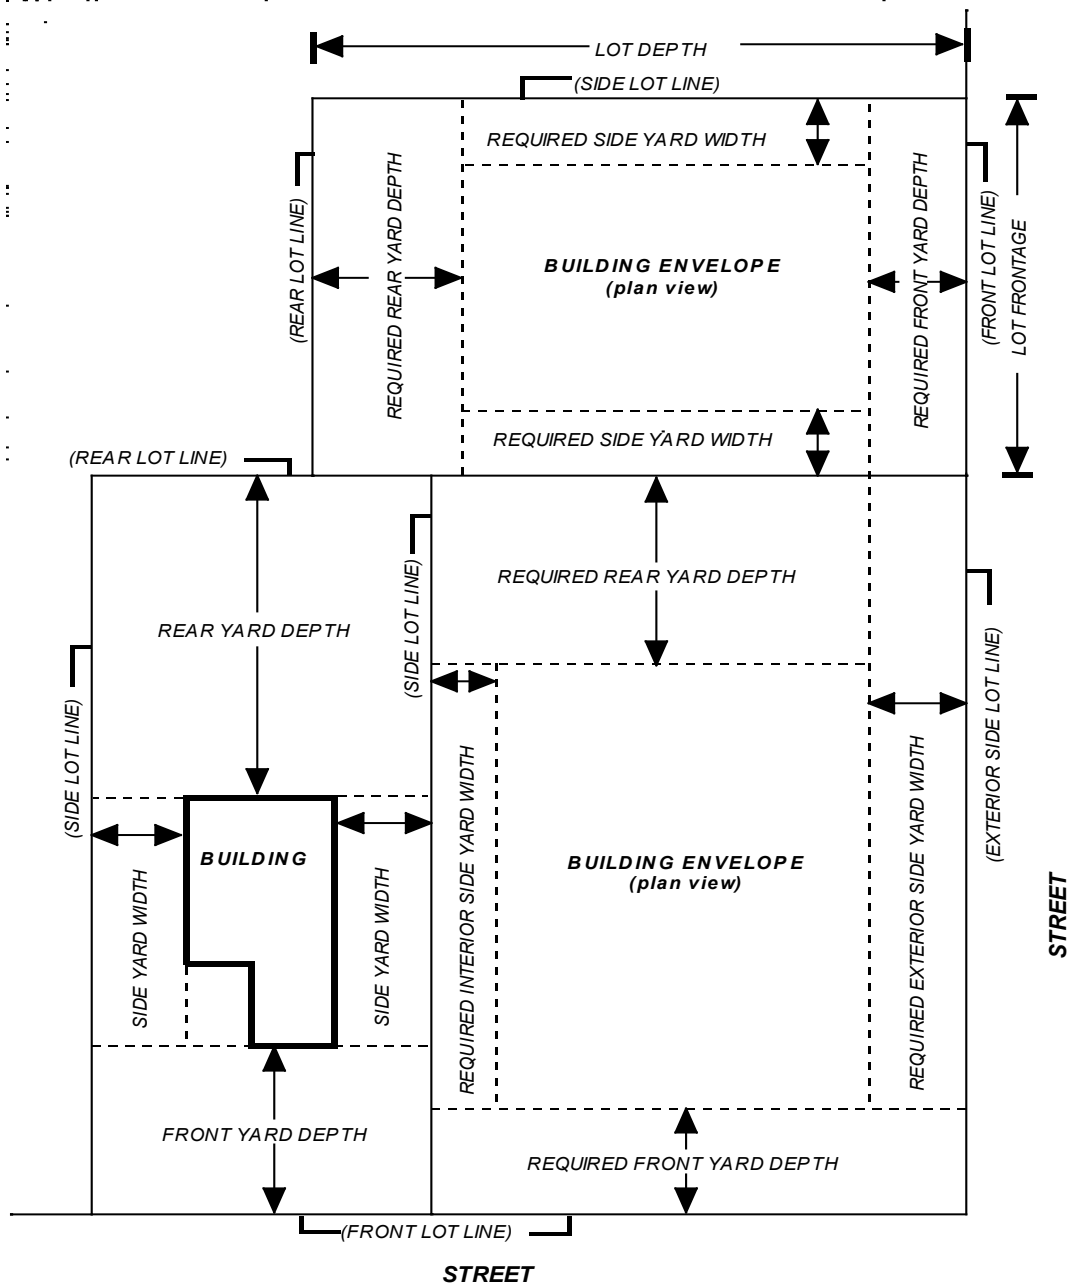 LOT DEPTH
(SIDE LOT LINE)
REQUIRED SIDE YARD WIDTH
(REAR LOT LINE)
REQUIRED REAR YARD DEPTH
BUILDING ENVELOPE
(plan view)
REQUIRED FRONT YARD DEPTH
(FRONT LOT LINE)
LOT FRONTAGE
REQUIRED SIDE YARD WIDTH
(REAR LOT LINE)
(SIDE LOT LINE)
REQUIRED REAR YARD DEPTH
REAR YARD DEPTH
(SIDE LOT LINE)
(EXTERIOR SIDE LOT LINE)
BUILDING
SIDE YARD WIDTH
SIDE YARD WIDTH
REQUIRED INTERIOR SIDE YARD WIDTH
BUILDING ENVELOPE
(plan view)
REQUIRED EXTERIOR SIDE YARD WIDTH
STREET
FRONT YARD DEPTH
REQUIRED FRONT YARD DEPTH
(FRONT LOT LINE)
STREET